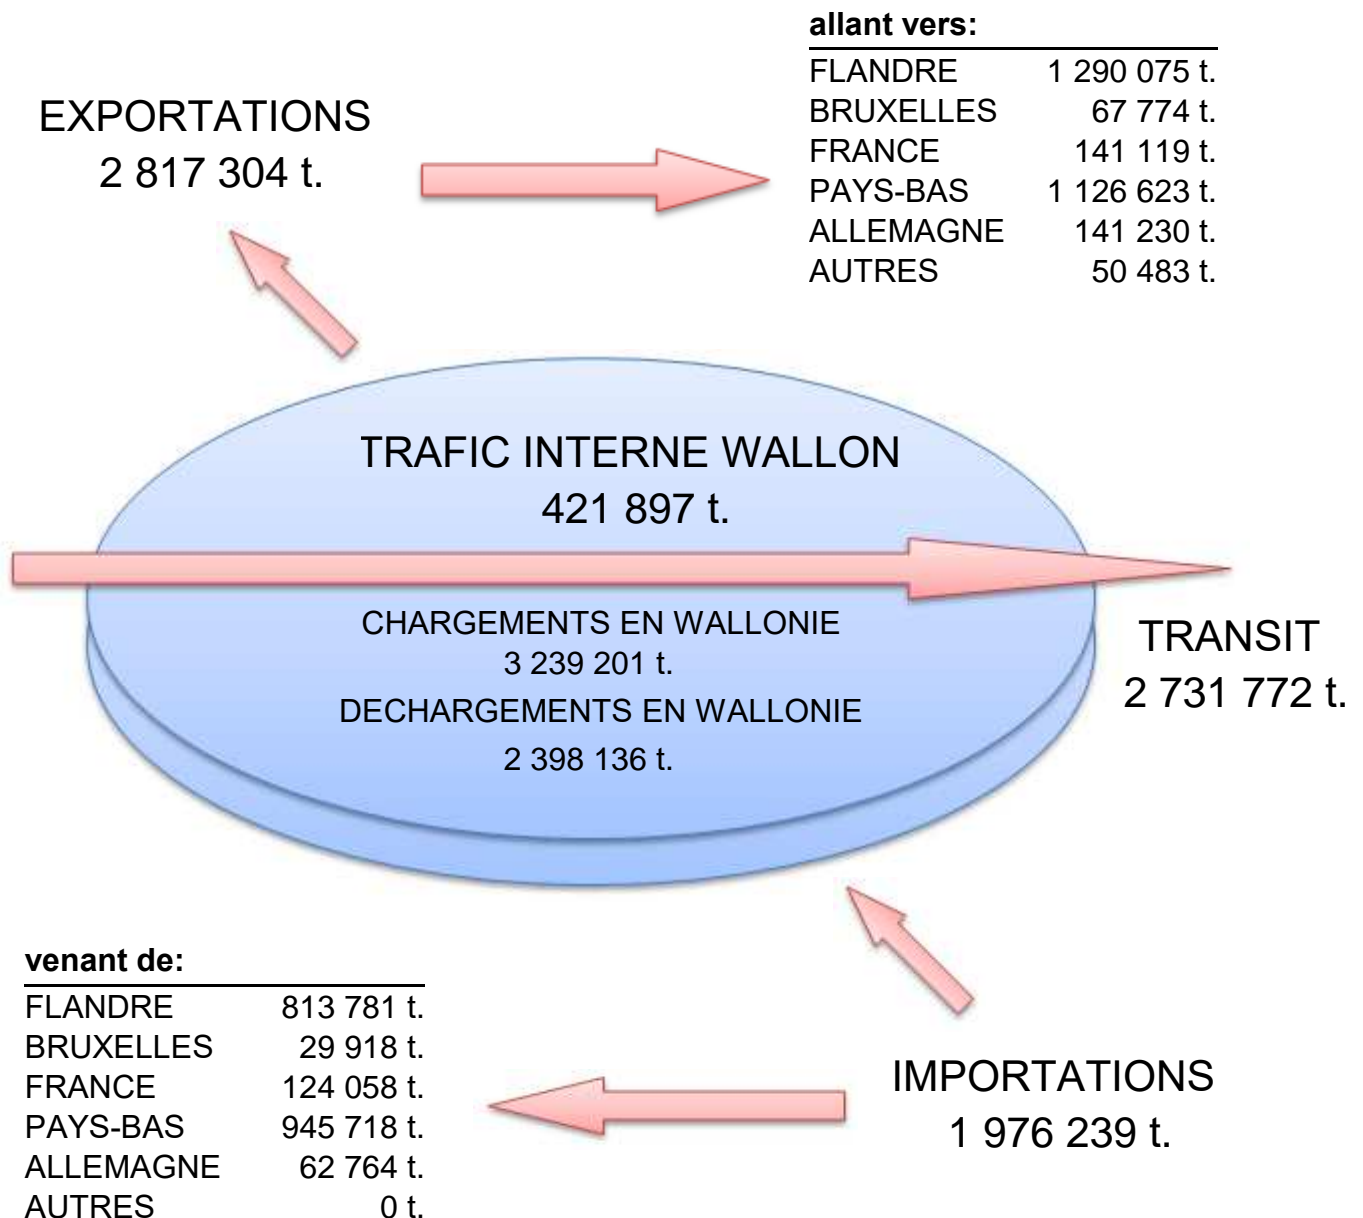 allant vers:
FLANDRE 1 290 075 t.
BRUXELLES 67 774 t.
FRANCE 141 119 t.
PAYS-BAS 1 126 623 t.
ALLEMAGNE 141 230 t.
AUTRES 50 483 t.
EXPORTATIONS
2 817 304 t.
TRAFIC INTERNE WALLON
421 897 t.
CHARGEMENTS EN WALLONIE
3 239 201 t.
DECHARGEMENTS EN WALLONIE
2 398 136 t.
TRANSIT
2 731 772 t.
venant de:
FLANDRE 813 781 t.
BRUXELLES 29 918 t.
FRANCE 124 058 t.
PAYS-BAS 945 718 t.
ALLEMAGNE 62 764 t.
AUTRES 0 t.
IMPORTATIONS
1 976 239 t.